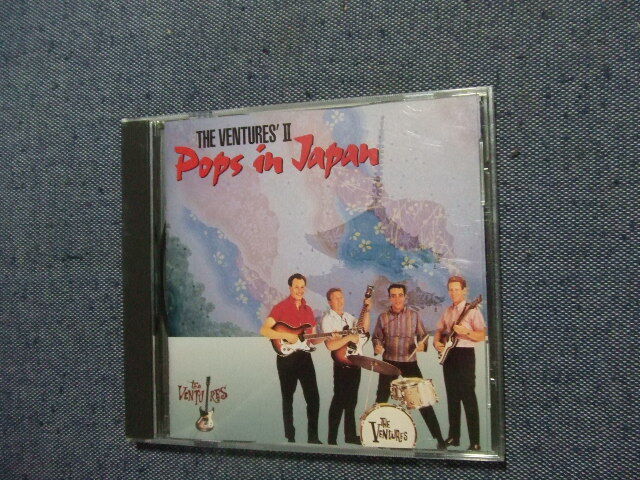 THE VENTURES' II
Pops in Japan
the
VENTURES
THE
VENTURES